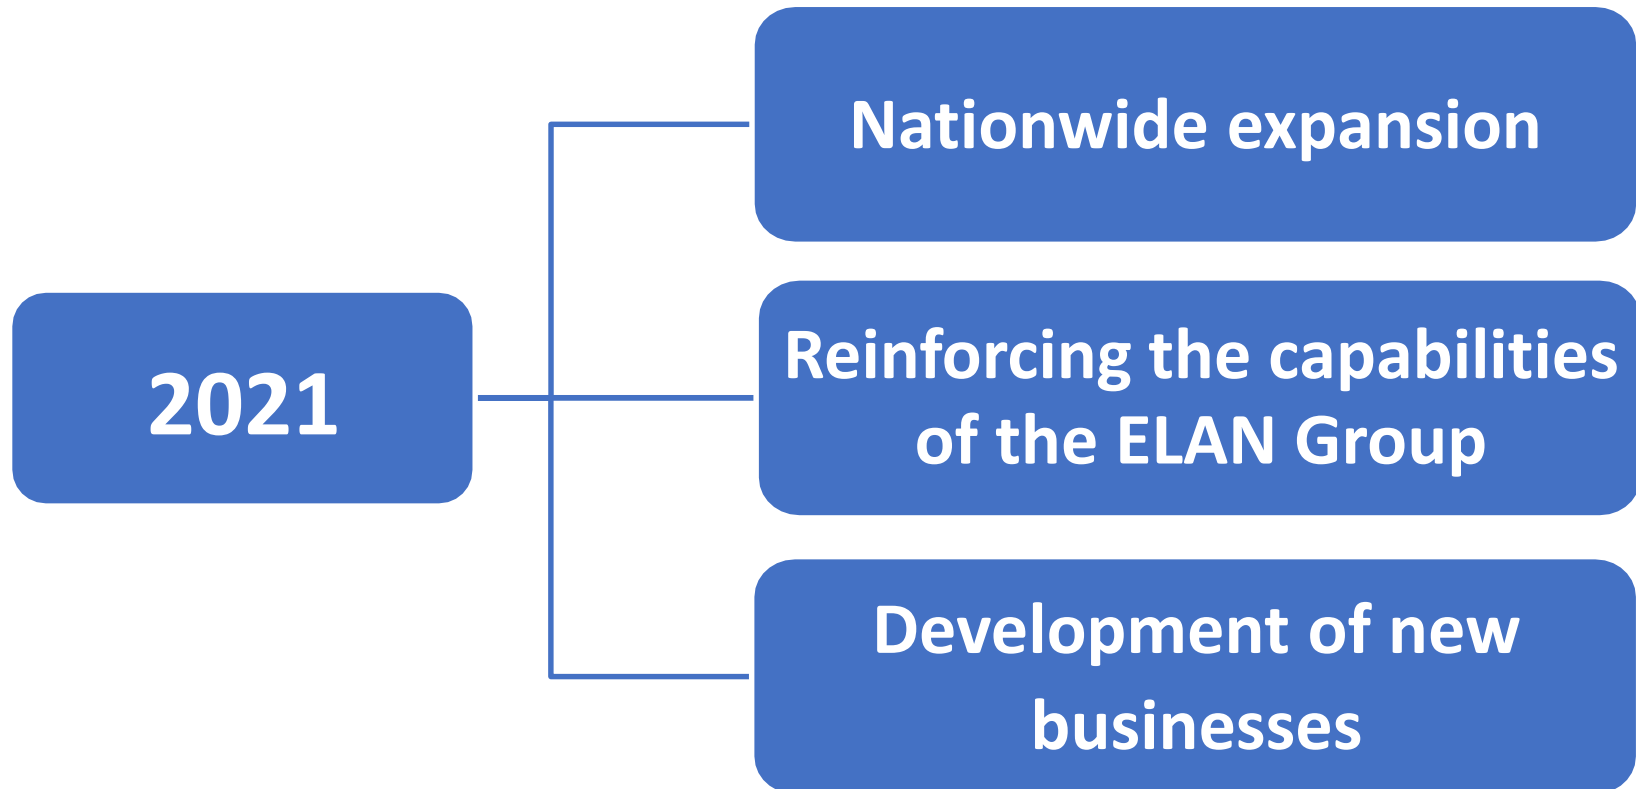 Nationwide expansion
2021
Reinforcing the capabilities
of the ELAN Group
Development of new
businesses